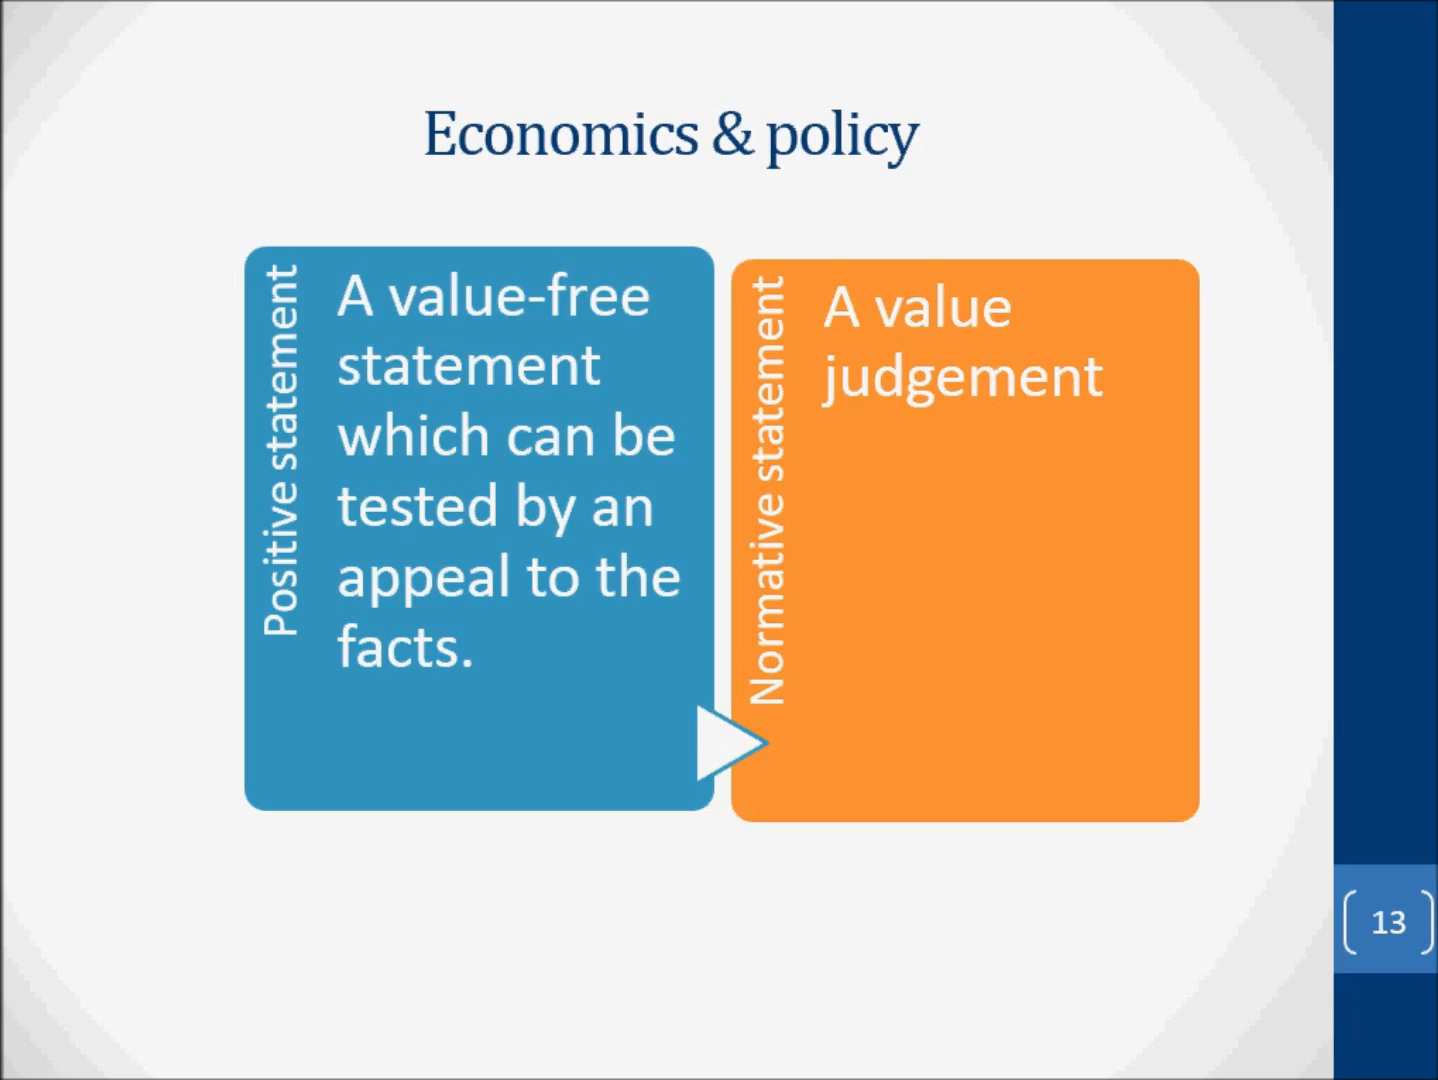 Economics & policy
Positive statement
A value-free
statement
which can be
tested by an
appeal to the
facts.
Normative statement
A value
judgement
13